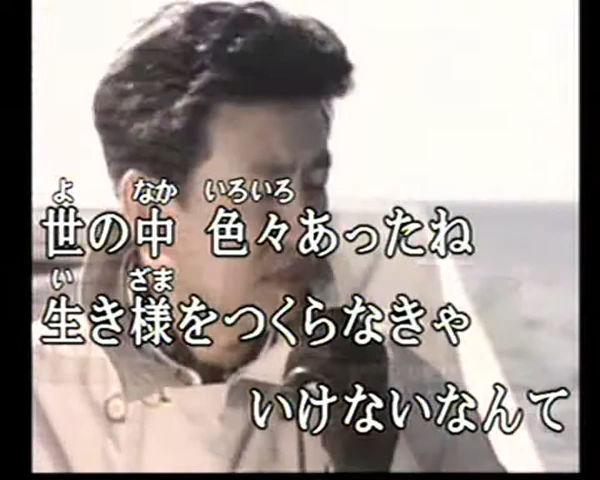 よ なか いろいろ
世の中 色々あったね
い ざま
生き様をつくらなきゃ
いけないなんて